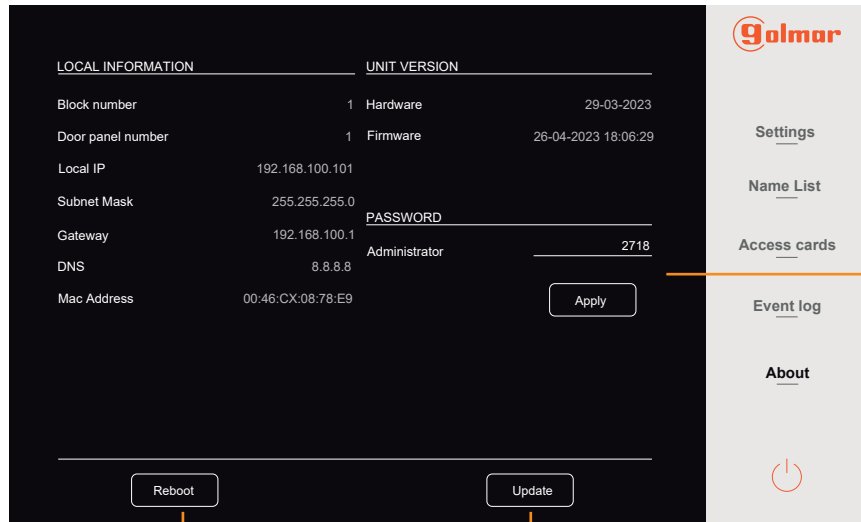 golmar
LOCAL INFORMATION
Block number 1
Door panel number 1
Local IP 192.168.100.101
Subnet Mask 255.255.255.0
Gateway 192.168.100.1
DNS 8.8.8.8
Mac Address 00:46:CX:08:78:E9
UNIT VERSION
Hardware 29-03-2023
Firmware 26-04-2023 18:06:29
PASSWORD
Administrator 2718
Apply
Reboot
Update
Settings
Name List
Access cards
Event log
About